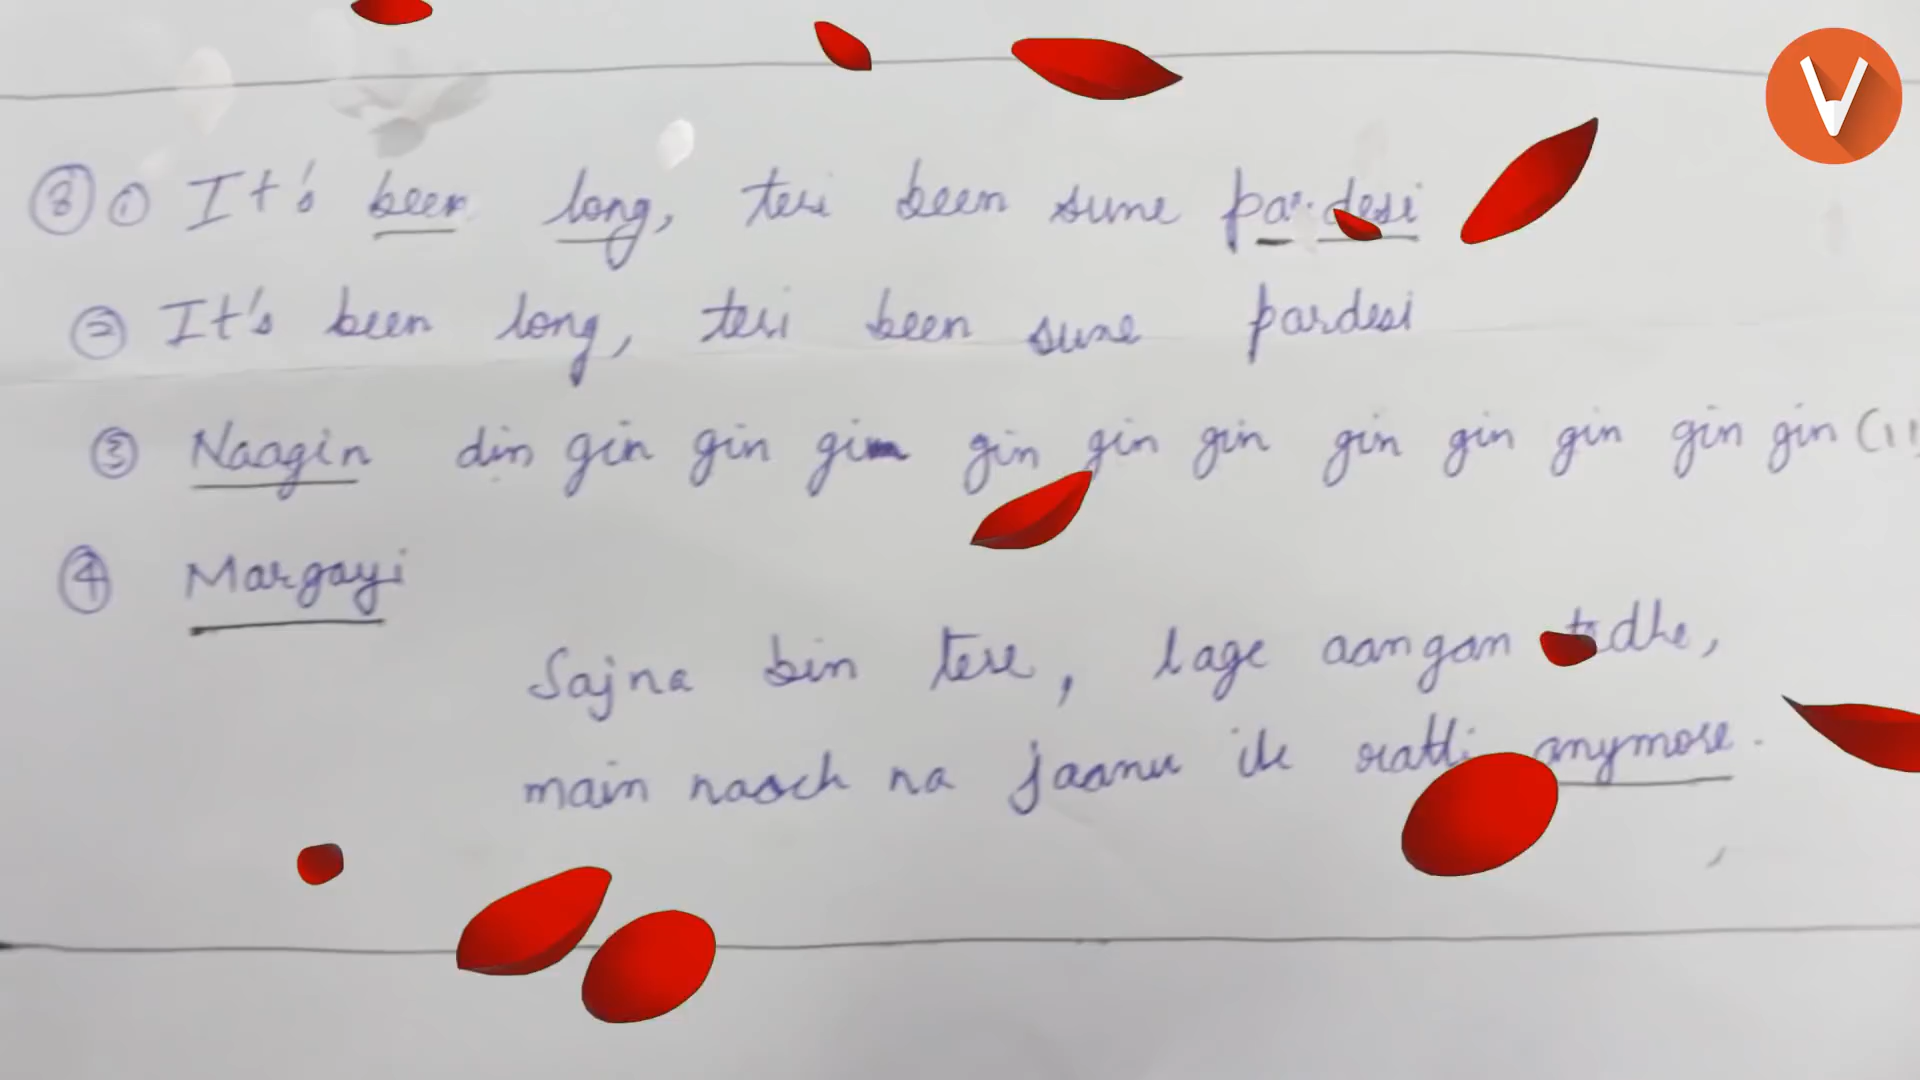 ③ ① It's been long, teri been sune pardesi
② It's been long, teri been sune pardesi
③ Naagin din gin gin gin gin gin gin gin gin gin gin gin (11
④ Margayi
Sajna bin tere, lage aangan tedhe,
main naach na jaanu ik ratti anymore.